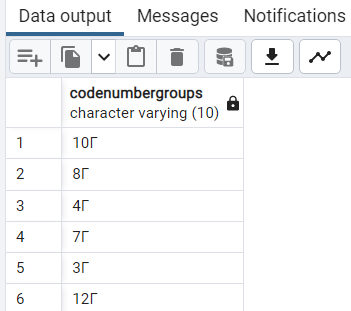 Data output Messages Notifications
codenumbergroups
character varying (10)
1 10Г
2 8Г
3 4Г
4 7Г
5 3Г
6 12Г